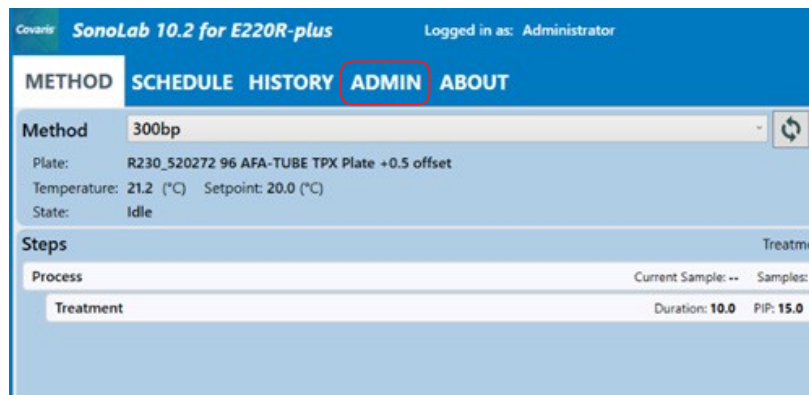 Covaris SonoLab 10.2 for E220R-plus Logged in as: Administrator
METHOD SCHEDULE HISTORY ADMIN ABOUT
Method 300bp
Plate: R230_520272 96 AFA-TUBE TPX Plate +0.5 offset
Temperature: 21.2 (°C) Setpoint: 20.0 (°C)
State: Idle
Steps Treatme
Process Current Sample: -- Samples:
Treatment Duration: 10.0 PIP: 15.0